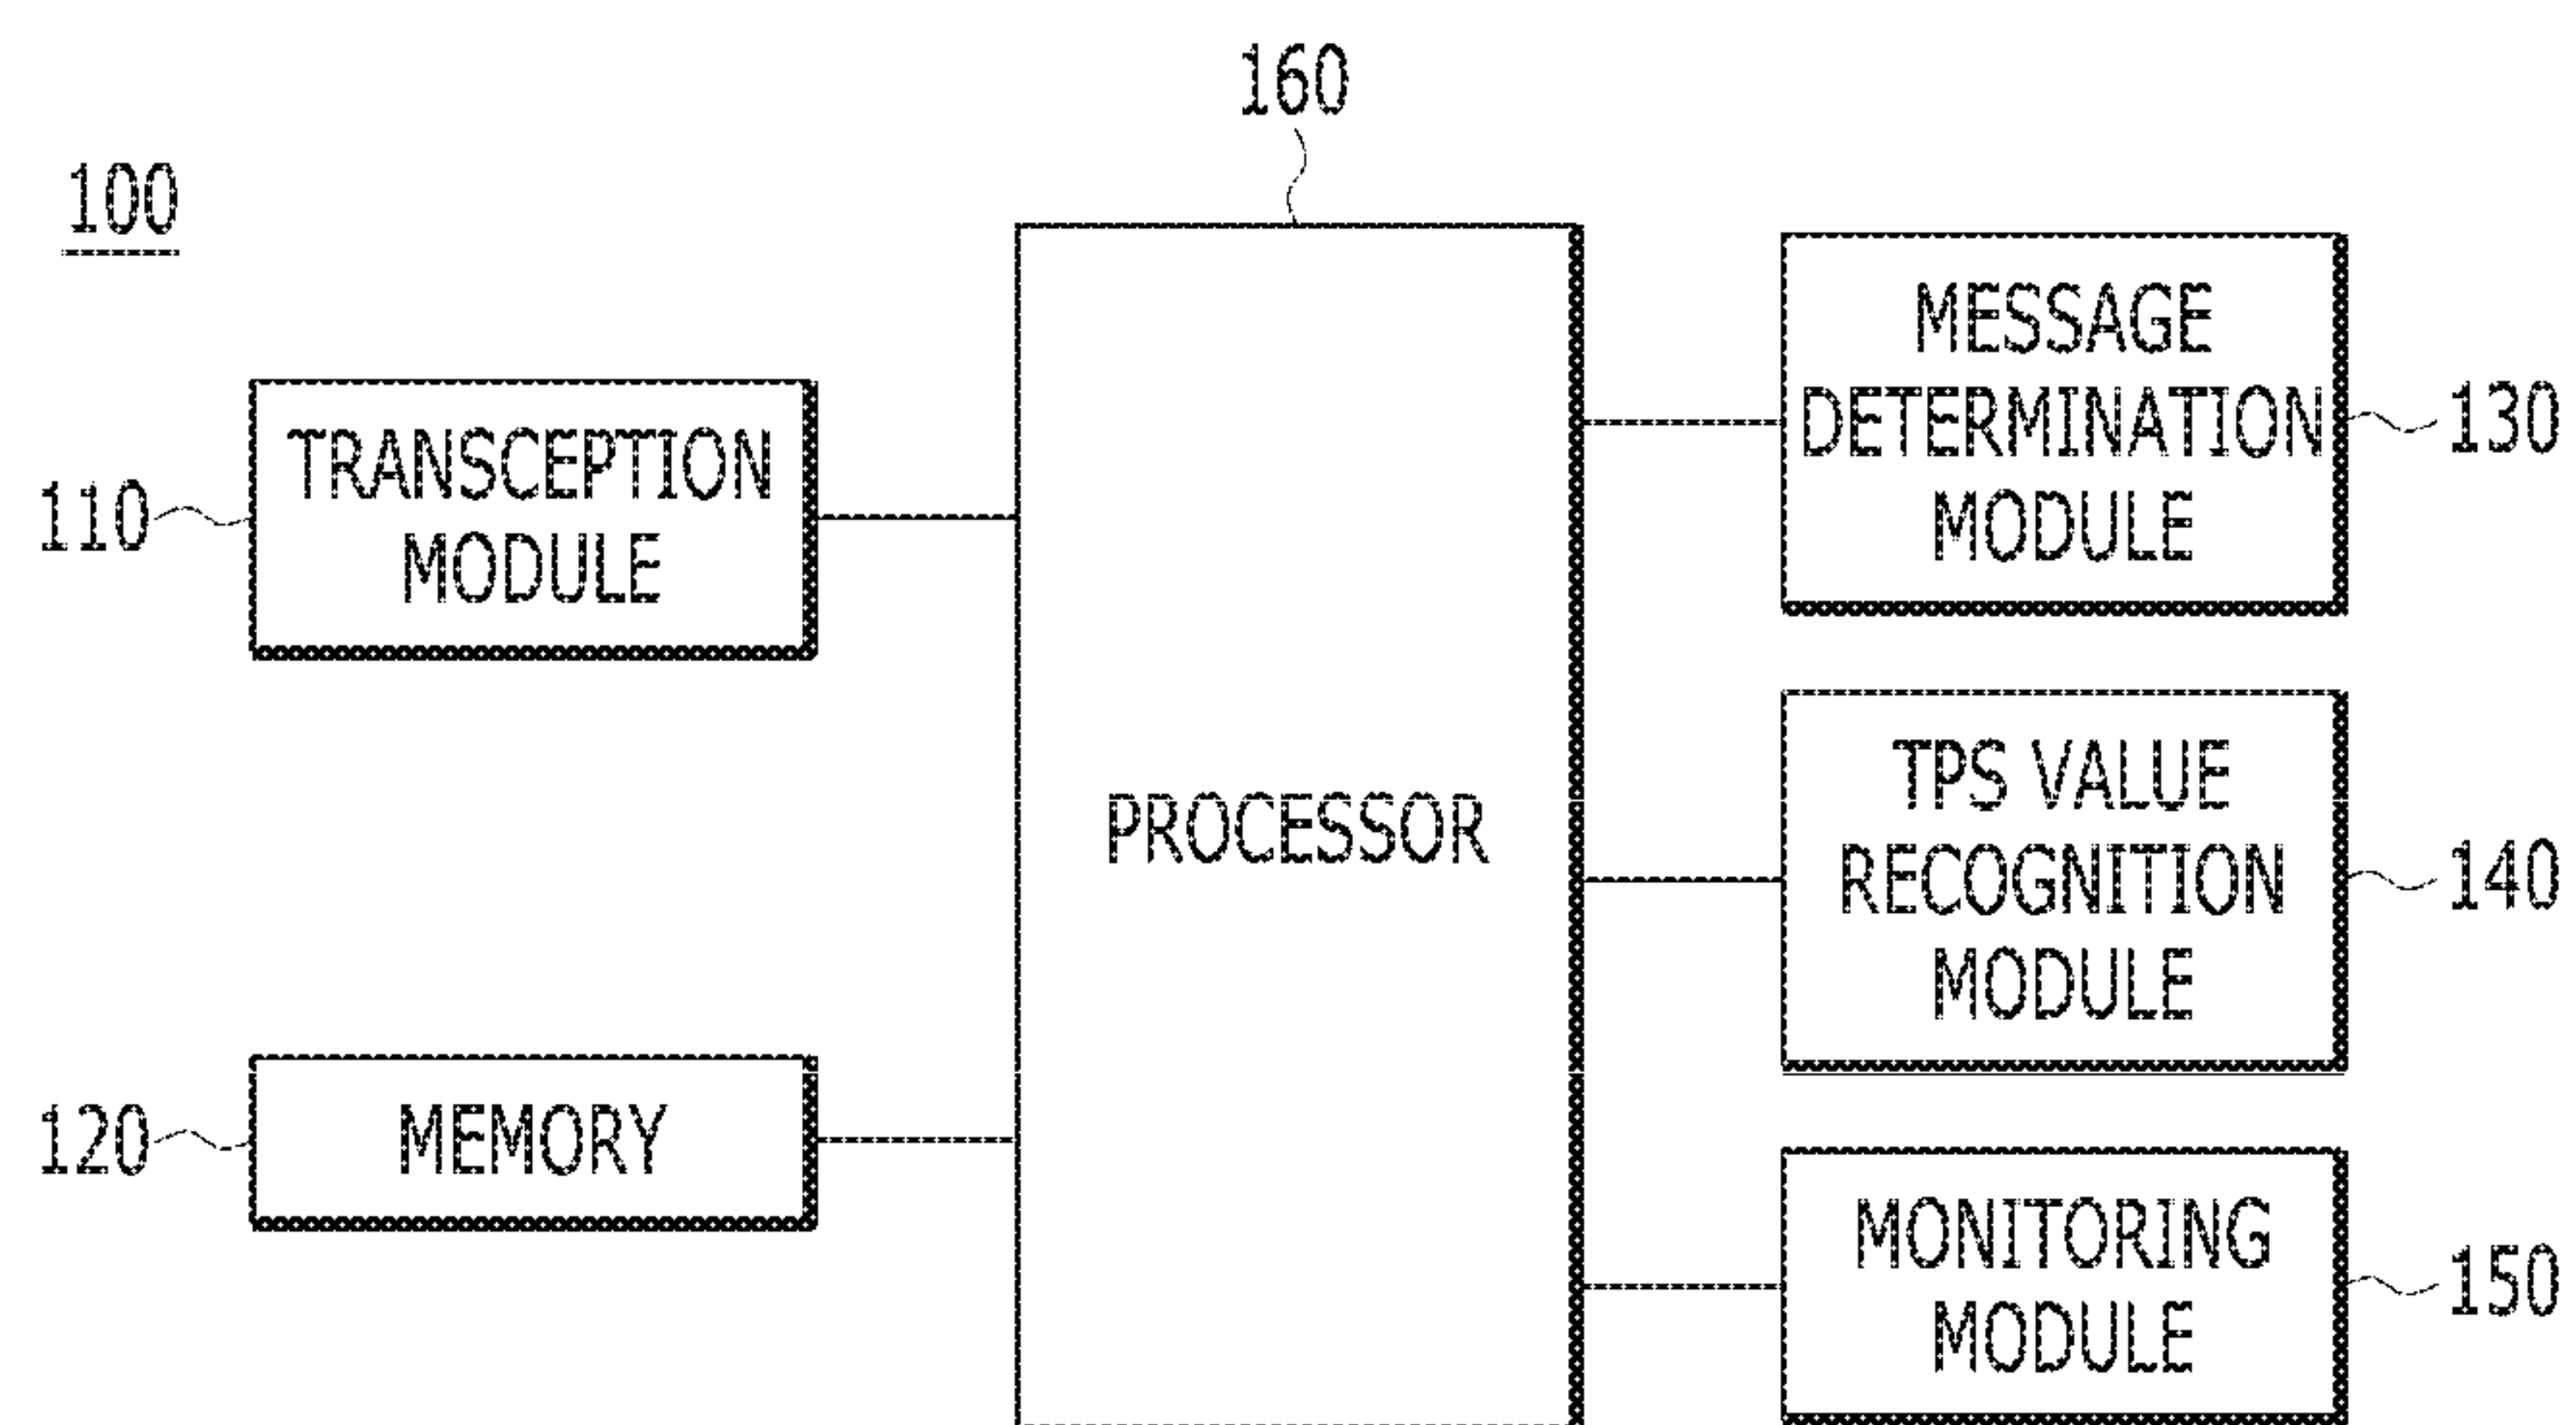 160
100
110
TRANSCEPTION
MODULE
120
MEMORY
PROCESSOR
MESSAGE
DETERMINATION
MODULE
130
TPS VALUE
RECOGNITION
MODULE
140
MONITORING
MODULE
150